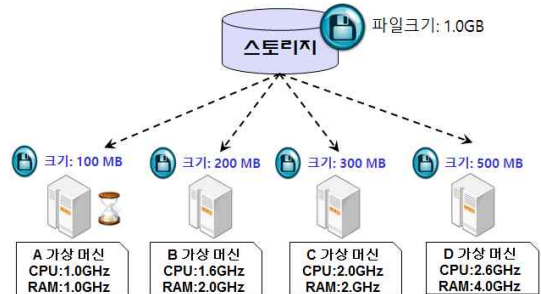 파일크기: 1.0GB
스토리지
크기: 100 MB
크기: 200 MB
크기: 300 MB
크기: 500 MB
A 가상 머신
CPU:1.0GHz
RAM:1.0GHz
B 가상 머신
CPU:1.6GHz
RAM:2.0GHz
C 가상 머신
CPU:2.0GHz
RAM:2.GHz
D 가상 머신
CPU:2.6GHz
RAM:4.0GHz